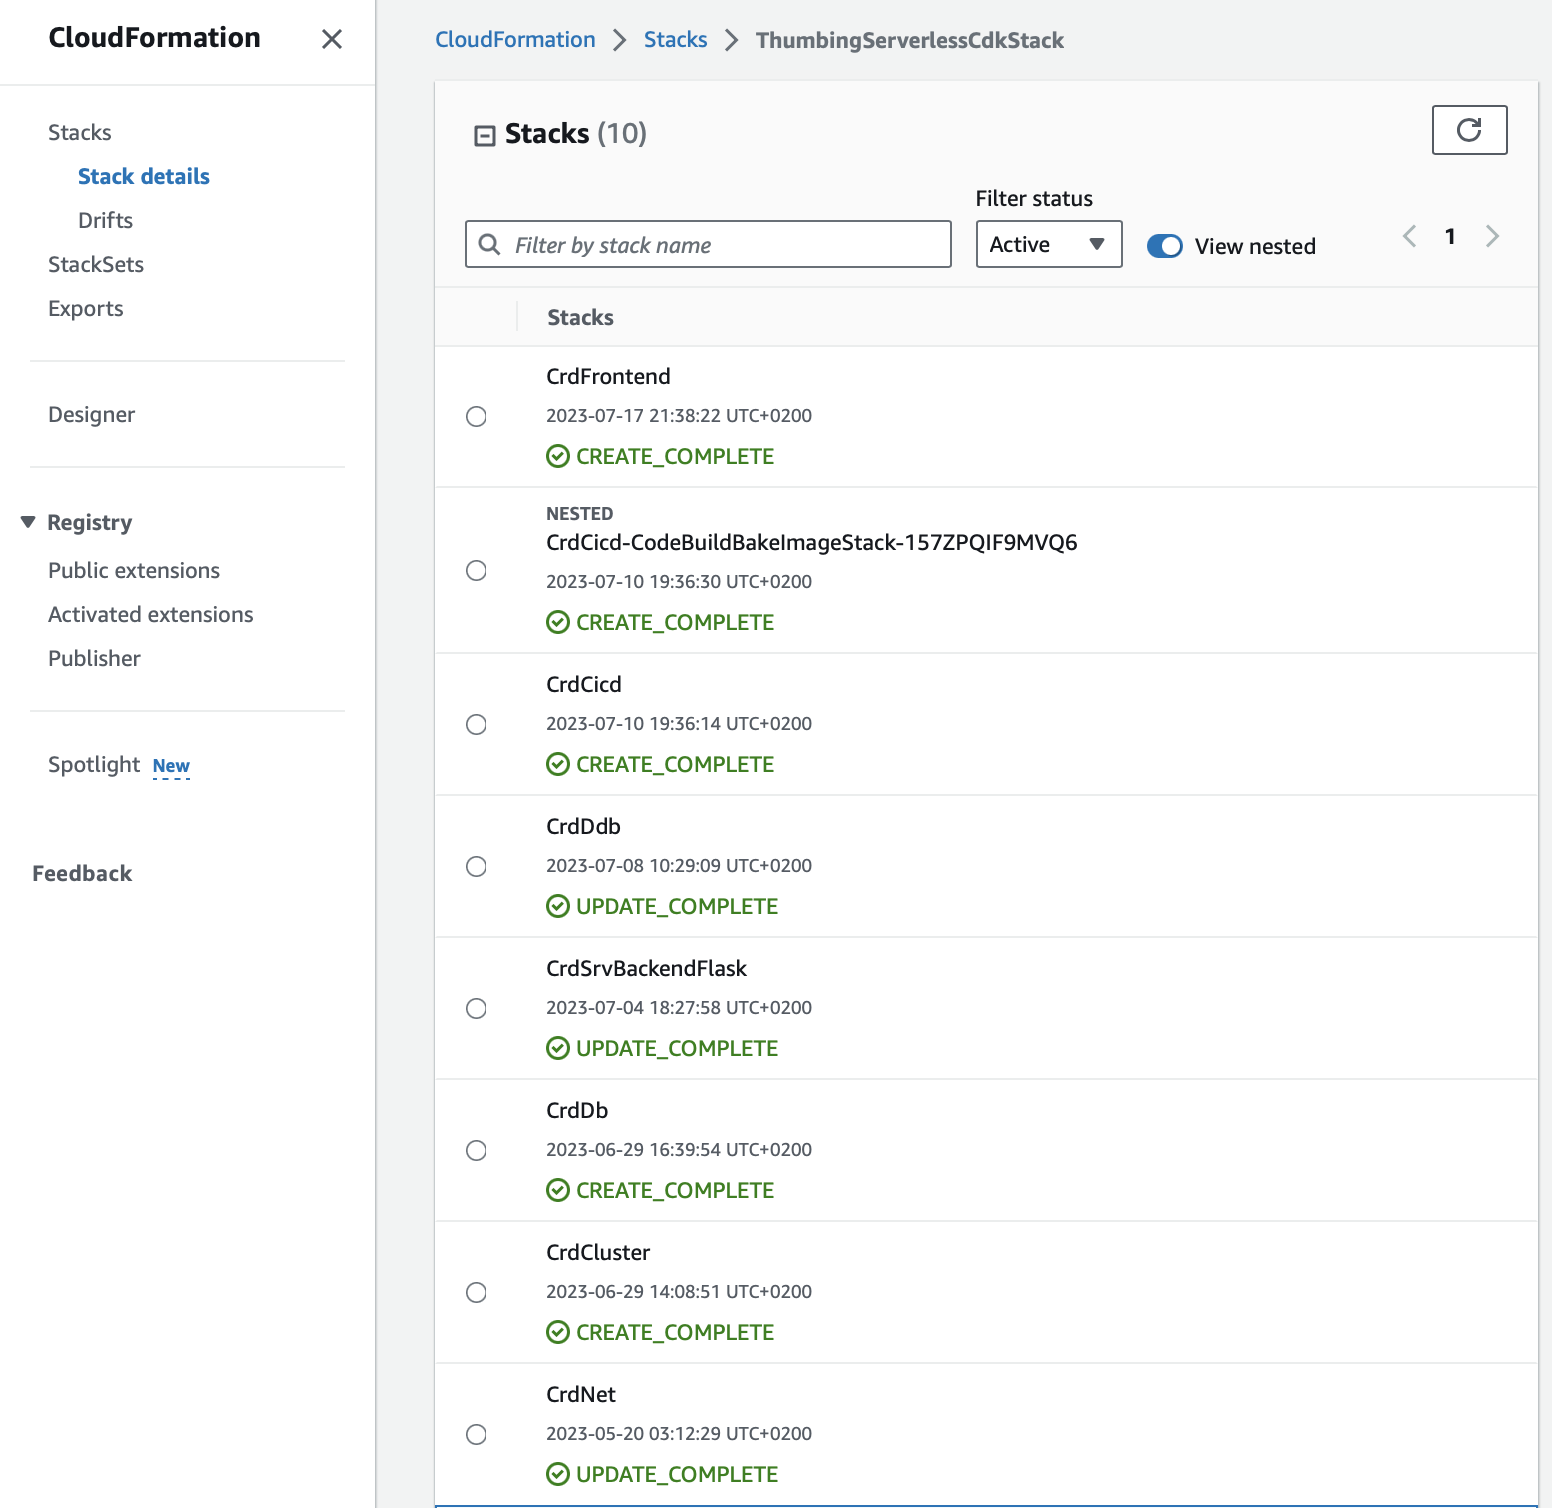 CloudFormation
Stacks
Stack details
Drifts
StackSets
Exports
Designer
Registry
Public extensions
Activated extensions
Publisher
Spotlight New
Feedback
CloudFormation Stacks ThumbingServerlessCdkStack
Stacks (10)
Filter status
Filter by stack name
Active
View nested
1
Stacks
CrdFrontend
2023-07-17 21:38:22 UTC+0200
CREATE_COMPLETE
NESTED
CrdCicd-CodeBuildBakeImageStack-157ZPQIF9MVQ6
2023-07-10 19:36:30 UTC+0200
CREATE_COMPLETE
CrdCicd
2023-07-10 19:36:14 UTC+0200
CREATE_COMPLETE
CrdDdb
2023-07-08 10:29:09 UTC+0200
UPDATE_COMPLETE
CrdSrvBackendFlask
2023-07-04 18:27:58 UTC+0200
UPDATE_COMPLETE
CrdDb
2023-06-29 16:39:54 UTC+0200
CREATE_COMPLETE
CrdCluster
2023-06-29 14:08:51 UTC+0200
CREATE_COMPLETE
CrdNet
2023-05-20 03:12:29 UTC+0200
UPDATE_COMPLETE